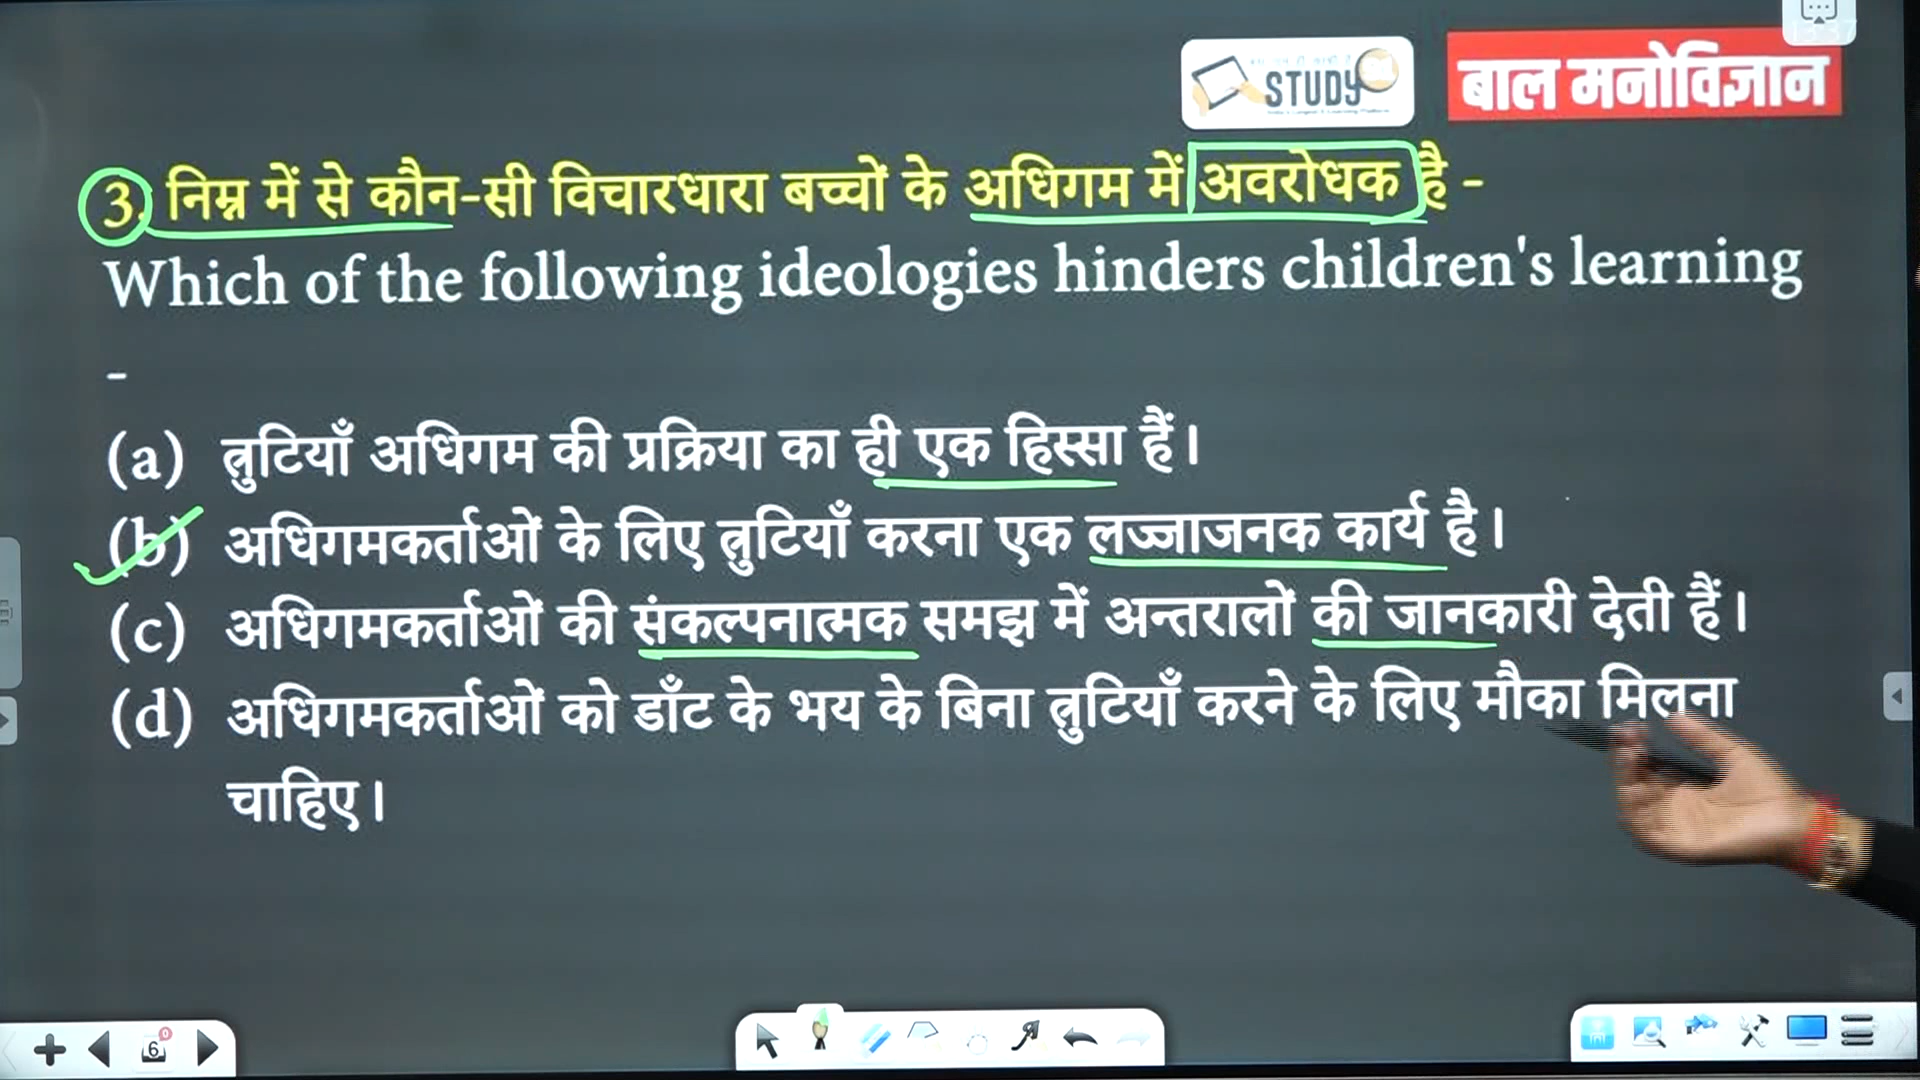 STUDY
बाल मनोविज्ञान
3. निम्न में से कौन-सी विचारधारा बच्चों के अधिगम में अवरोधक है -
Which of the following ideologies hinders children's learning
-
(a) त्रुटियाँ अधिगम की प्रक्रिया का ही एक हिस्सा हैं।
(b) अधिगमकर्ताओं के लिए त्रुटियाँ करना एक लज्जाजनक कार्य है।
(c) अधिगमकर्ताओं की संकल्पनात्मक समझ में अन्तरालों की जानकारी देती हैं।
(d) अधिगमकर्ताओं को डाँट के भय के बिना त्रुटियाँ करने के लिए मौका मिलना
चाहिए।
6